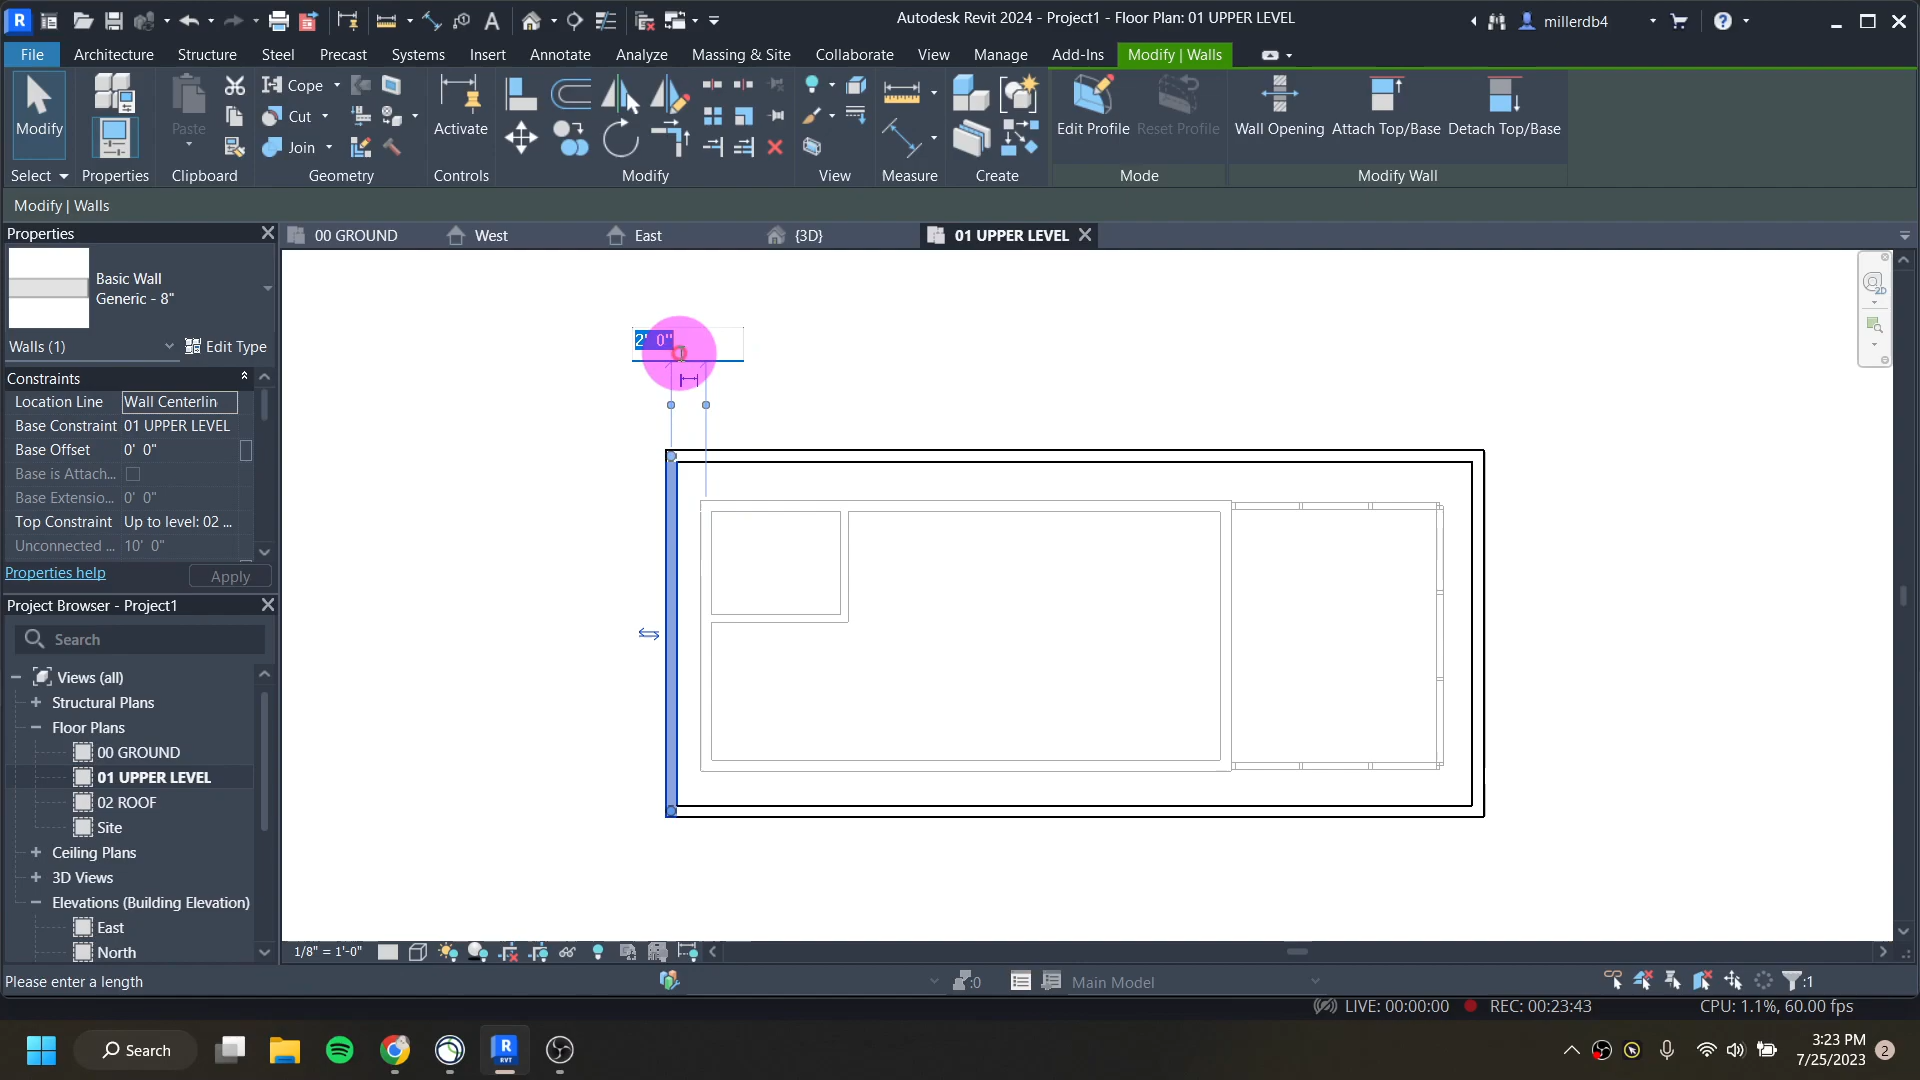 Autodesk Revit 2024 - Project1 - Floor Plan: 01 UPPER LEVEL
millerdb4
File Architecture Structure Steel Precast Systems Insert Annotate Analyze Massing & Site Collaborate View Manage Add-Ins Modify | Walls
Modify
Paste
Cope
Cut
Join
Activate
Edit Profile Reset Profile Wall Opening Attach Top/Base Detach Top/Base
Select Properties Clipboard Geometry Controls Modify View Measure Create Mode Modify Wall
Modify | Walls
Properties
00 GROUND West East {3D} 01 UPPER LEVEL
Basic Wall
Generic - 8"
Walls (1) Edit Type
Constraints
Location Line Wall Centerlin
Base Constraint 01 UPPER LEVEL
Base Offset 0' 0"
Base is Attach...
Base Extensio... 0' 0"
Top Constraint Up to level: 02 ...
Unconnected ... 10' 0"
Properties help Apply
2' 0"
2D
Project Browser - Project1
Search
Views (all)
Structural Plans
Floor Plans
00 GROUND
01 UPPER LEVEL
02 ROOF
Site
Ceiling Plans
3D Views
Elevations (Building Elevation)
East
North
1/8" = 1'-0"
Please enter a length
:0
Main Model
:1
LIVE: 00:00:00 REC: 00:23:43 CPU: 1.1%, 60.00 fps
Search
R
RVT
3:23 PM
7/25/2023
2